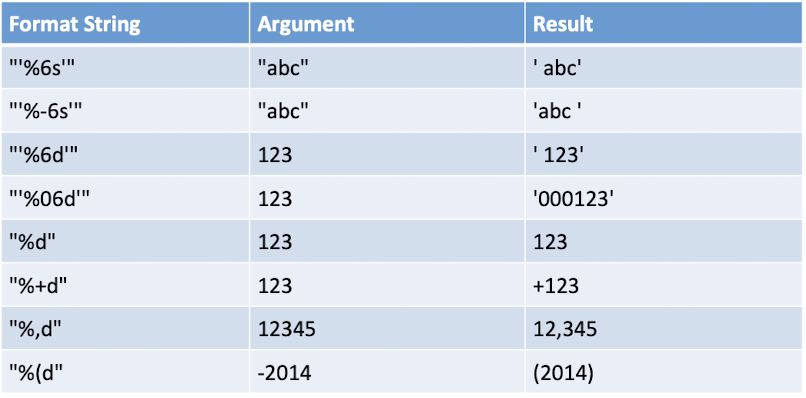 Format String Argument Result
"'%6s'" "abc" ' abc'
"'%-6s'" "abc" 'abc '
"'%6d'" 123 ' 123'
"'%06d'" 123 '000123'
"%d" 123 123
"%+d" 123 +123
"%,d" 12345 12,345
"%(d" -2014 (2014)